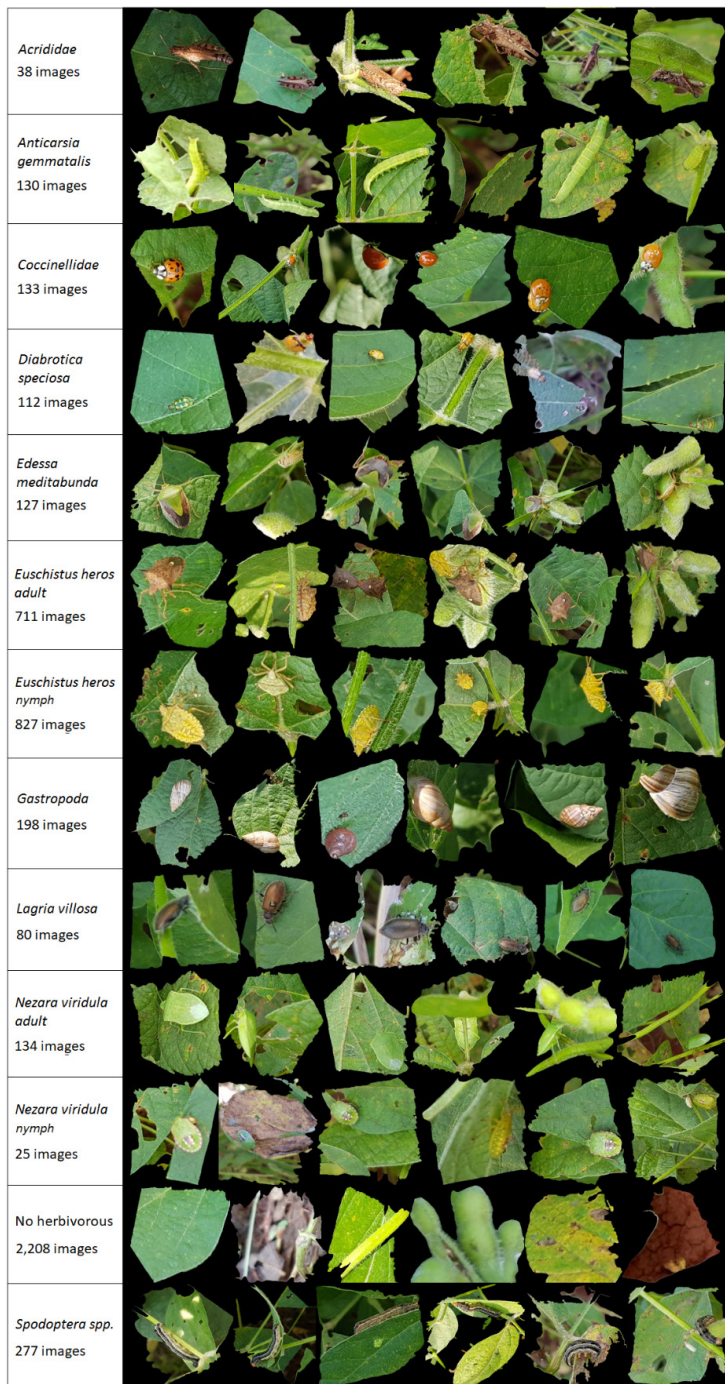 Acrididae
38 images
Anticarsia
gemmatalis
130 images
Coccinellidae
133 images
Diabrotica
speciosa
112 images
Edessa
meditabunda
127 images
Euschistus heros
adult
711 images
Euschistus heros
nymph
827 images
Gastropoda
198 images
Lagria villosa
80 images
Nezara viridula
adult
134 images
Nezara viridula
nymph
25 images
No herbivorous
2,208 images
Spodoptera spp.
277 images